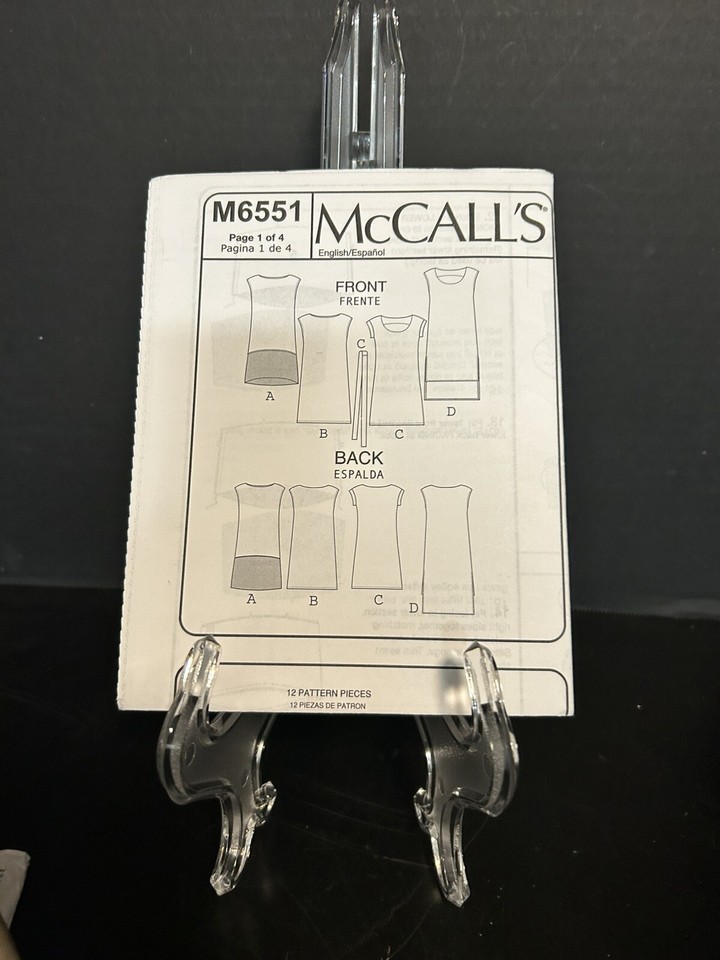 M6551
Page 1 of 4
Pagina 1 de 4
McCALL'S®
English/Español
FRONT
FRENTE
A
B
C
C
D
BACK
ESPALDA
A
B
C
D
12 PATTERN PIECES
12 PIEZAS DE PATRON